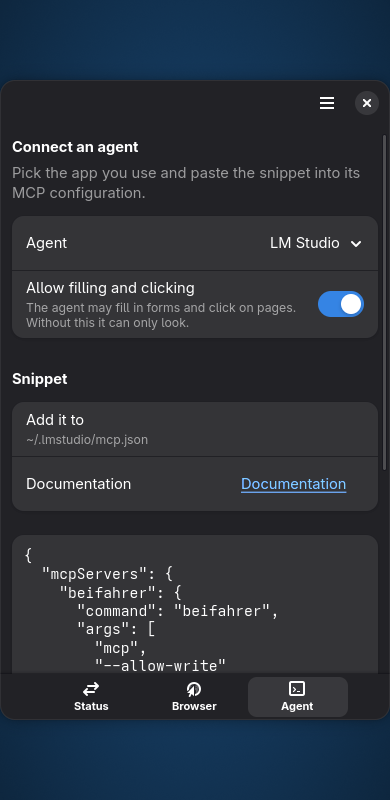 Connect an agent
Pick the app you use and paste the snippet into its
MCP configuration.
Agent
LM Studio
Allow filling and clicking
The agent may fill in forms and click on pages.
Without this it can only look.
Snippet
Add it to
~/.lmstudio/mcp.json
Documentation
Documentation
{
  "mcpServers": {
    "beifahrer": {
      "command": "beifahrer",
      "args": [
        "mcp",
        "--allow-write"
Status
Browser
Agent